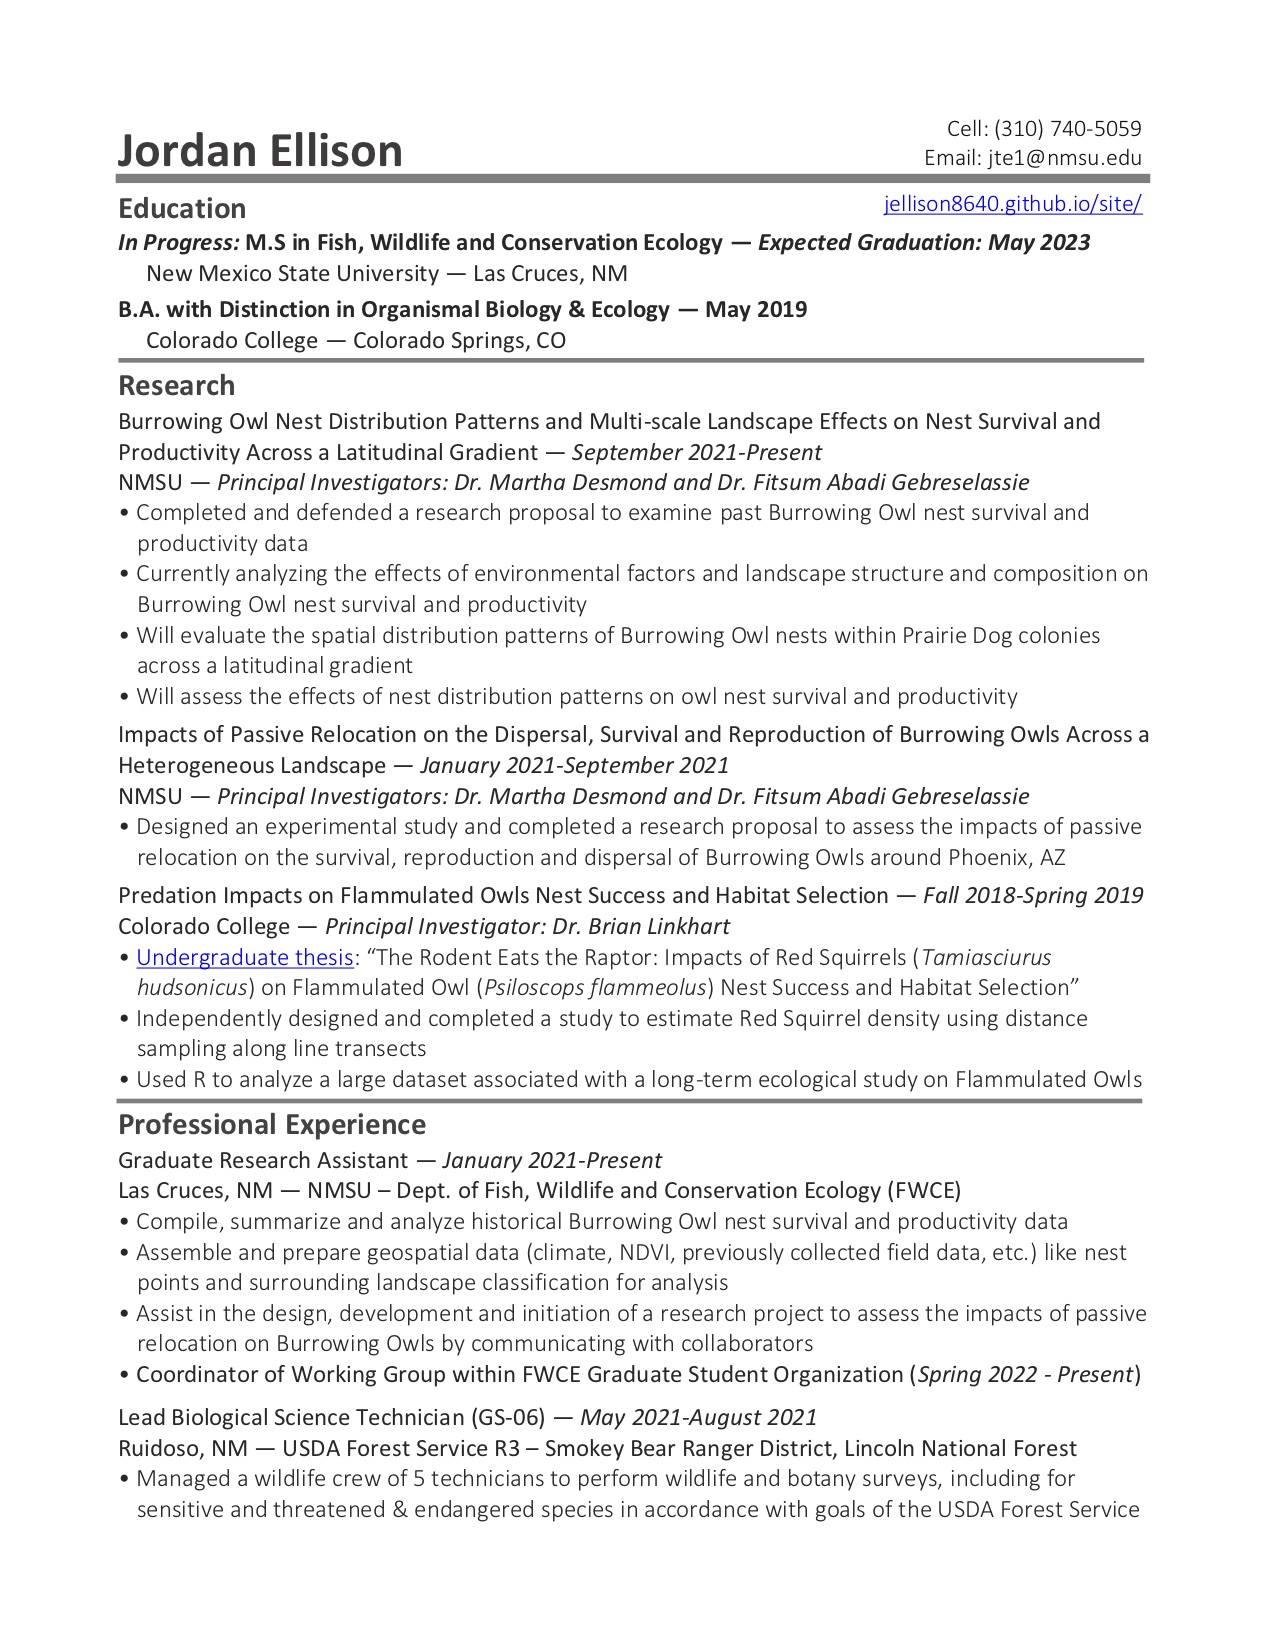 Jordan Ellison
Cell: (310) 740-5059
Email: jte1@nmsu.edu
Education
jellison8640.github.io/site/
In Progress: M.S in Fish, Wildlife and Conservation Ecology — Expected Graduation: May 2023
New Mexico State University — Las Cruces, NM
B.A. with Distinction in Organismal Biology & Ecology — May 2019
Colorado College — Colorado Springs, CO
Research
Burrowing Owl Nest Distribution Patterns and Multi-scale Landscape Effects on Nest Survival and
Productivity Across a Latitudinal Gradient — September 2021-Present
NMSU — Principal Investigators: Dr. Martha Desmond and Dr. Fitsum Abadi Gebreselassie
• Completed and defended a research proposal to examine past Burrowing Owl nest survival and
productivity data
• Currently analyzing the effects of environmental factors and landscape structure and composition on
Burrowing Owl nest survival and productivity
• Will evaluate the spatial distribution patterns of Burrowing Owl nests within Prairie Dog colonies
across a latitudinal gradient
• Will assess the effects of nest distribution patterns on owl nest survival and productivity
Impacts of Passive Relocation on the Dispersal, Survival and Reproduction of Burrowing Owls Across a
Heterogeneous Landscape — January 2021-September 2021
NMSU — Principal Investigators: Dr. Martha Desmond and Dr. Fitsum Abadi Gebreselassie
• Designed an experimental study and completed a research proposal to assess the impacts of passive
relocation on the survival, reproduction and dispersal of Burrowing Owls around Phoenix, AZ
Predation Impacts on Flammulated Owls Nest Success and Habitat Selection — Fall 2018-Spring 2019
Colorado College — Principal Investigator: Dr. Brian Linkhart
• Undergraduate thesis: “The Rodent Eats the Raptor: Impacts of Red Squirrels (Tamiasciurus
hudsonicus) on Flammulated Owl (Psiloscops flammeolus) Nest Success and Habitat Selection”
• Independently designed and completed a study to estimate Red Squirrel density using distance
sampling along line transects
• Used R to analyze a large dataset associated with a long-term ecological study on Flammulated Owls
Professional Experience
Graduate Research Assistant — January 2021-Present
Las Cruces, NM — NMSU – Dept. of Fish, Wildlife and Conservation Ecology (FWCE)
• Compile, summarize and analyze historical Burrowing Owl nest survival and productivity data
• Assemble and prepare geospatial data (climate, NDVI, previously collected field data, etc.) like nest
points and surrounding landscape classification for analysis
• Assist in the design, development and initiation of a research project to assess the impacts of passive
relocation on Burrowing Owls by communicating with collaborators
• Coordinator of Working Group within FWCE Graduate Student Organization (Spring 2022 - Present)
Lead Biological Science Technician (GS-06) — May 2021-August 2021
Ruidoso, NM — USDA Forest Service R3 – Smokey Bear Ranger District, Lincoln National Forest
• Managed a wildlife crew of 5 technicians to perform wildlife and botany surveys, including for
sensitive and threatened & endangered species in accordance with goals of the USDA Forest Service